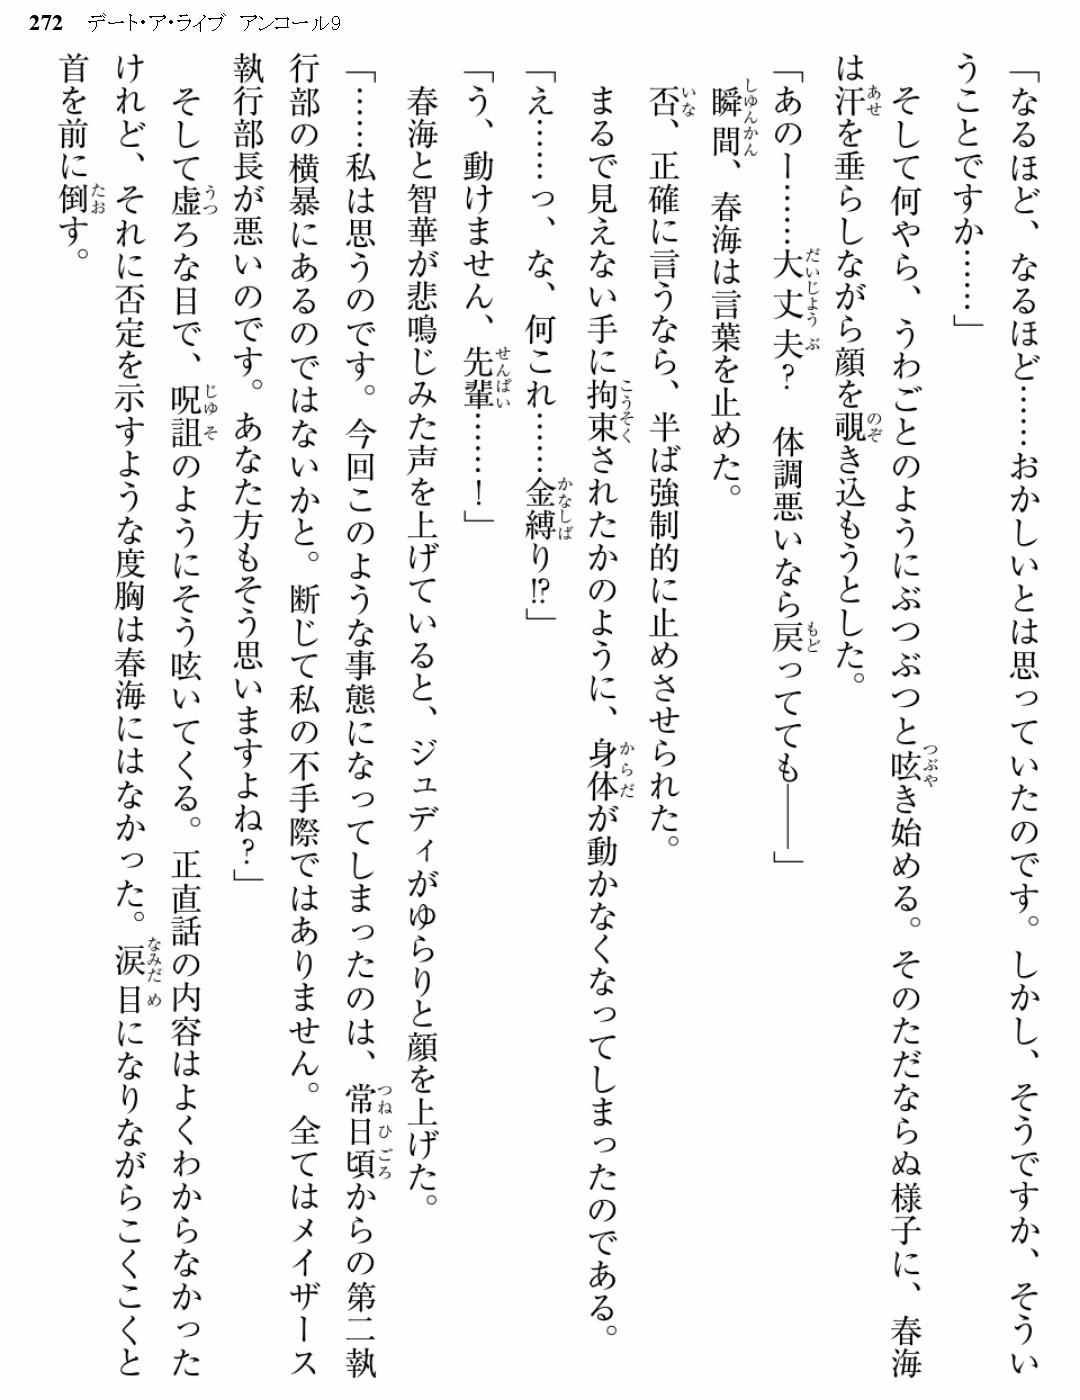 272 デート・ア・ライブ アンコール9
「なるほど、なるほど……おかしいとは思っていたのです。しかし、そうですか、そうい
うことですか……」
そして何やら、うわごとのようにぶつぶつと呟き始める。そのただならぬ様子に、春海
は汗を垂らしながら顔を覗き込もうとした。
「あのー……大丈夫？　体調悪いなら戻ってても――」
瞬間、春海は言葉を止めた。
否、正確に言うなら、半ば強制的に止めさせられた。
まるで見えない手に拘束されたかのように、身体が動かなくなってしまったのである。
「え……っ、な、何これ……金縛り!?」
「う、動けません、先輩……！」
春海と智華が悲鳴じみた声を上げていると、ジュディがゆらりと顔を上げた。
「……私は思うのです。今回このような事態になってしまったのは、常日頃からの第二執
行部の横暴にあるのではないかと。断じて私の不手際ではありません。全てはメイザース
執行部長が悪いのです。あなた方もそう思いますよね？」
そして虚ろな目で、呪詛のようにそう呟いてくる。正直話の内容はよくわからなかった
けれど、それに否定を示すような度胸は春海にはなかった。涙目になりながらこくこくと
首を前に倒す。